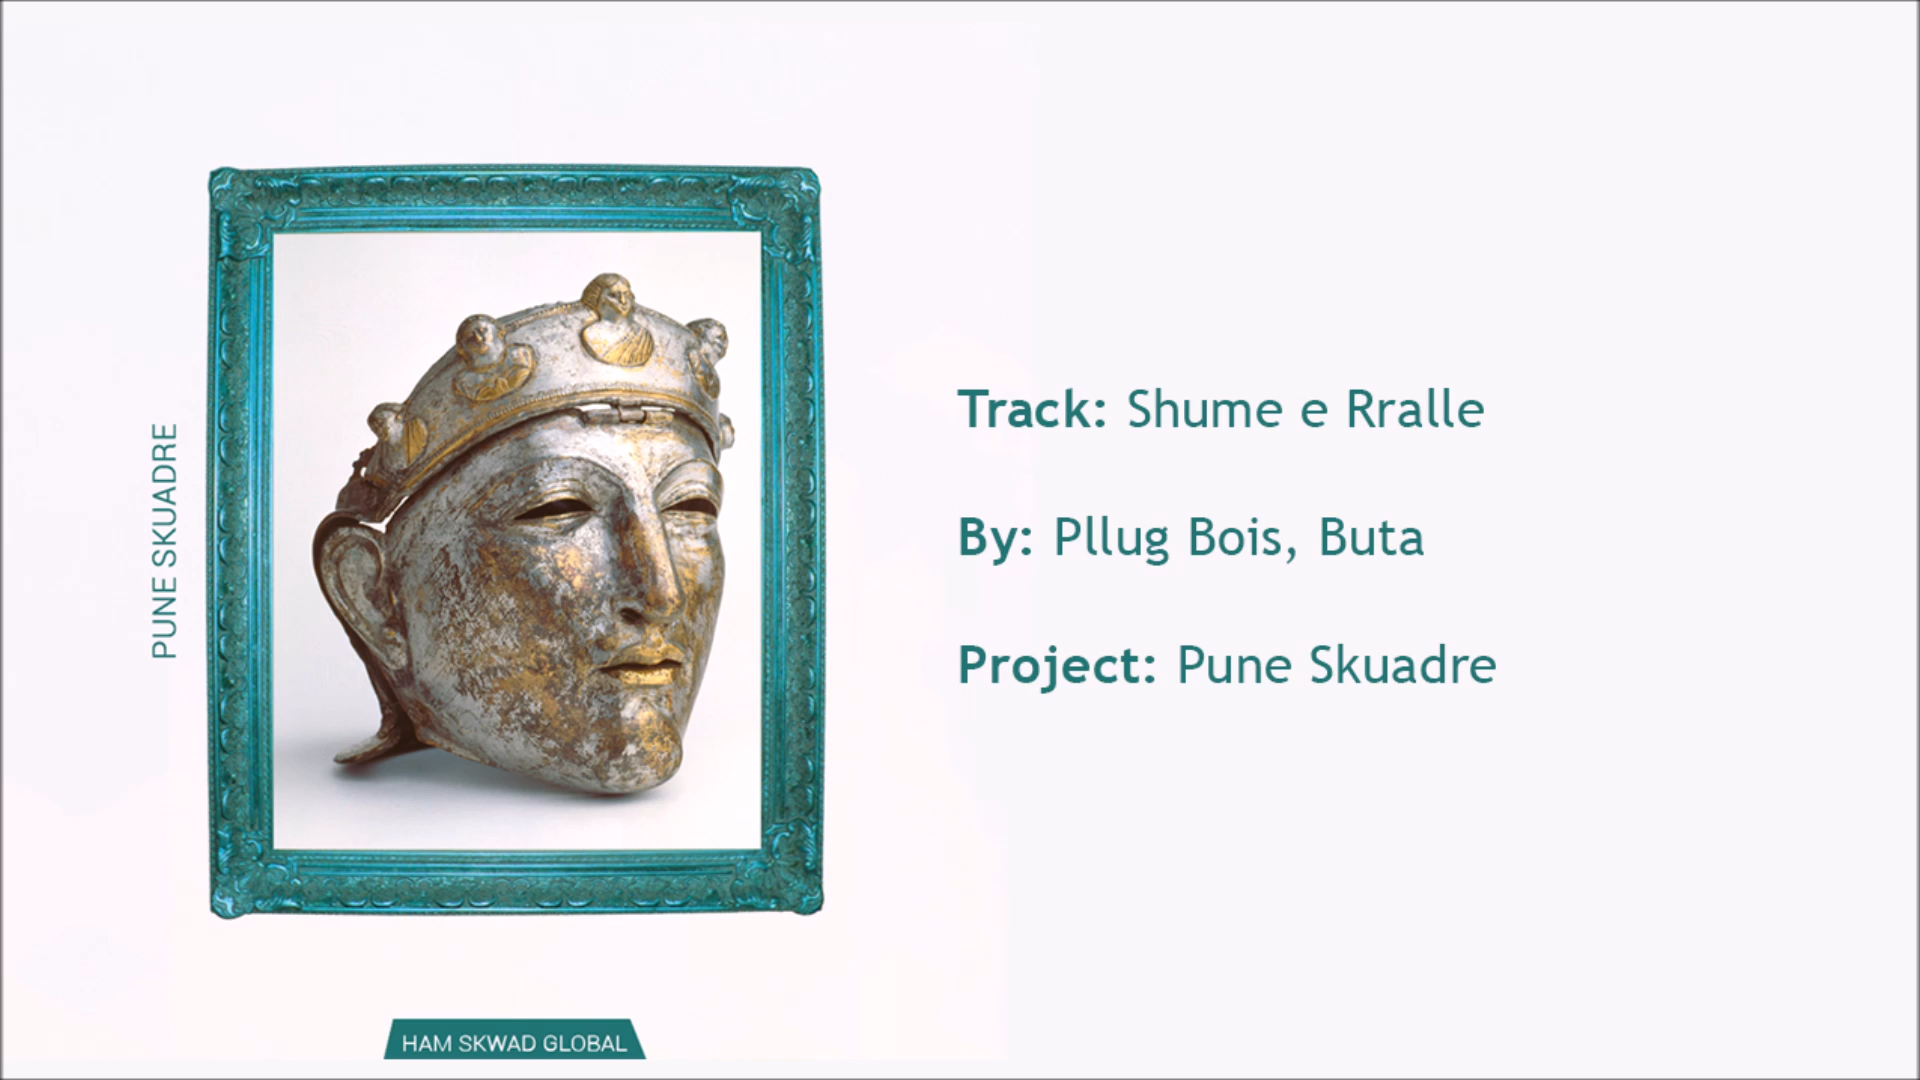 PUNE SKUADRE
Track: Shume e Rralle
By: Pllug Bois, Buta
Project: Pune Skuadre
HAM SKWAD GLOBAL